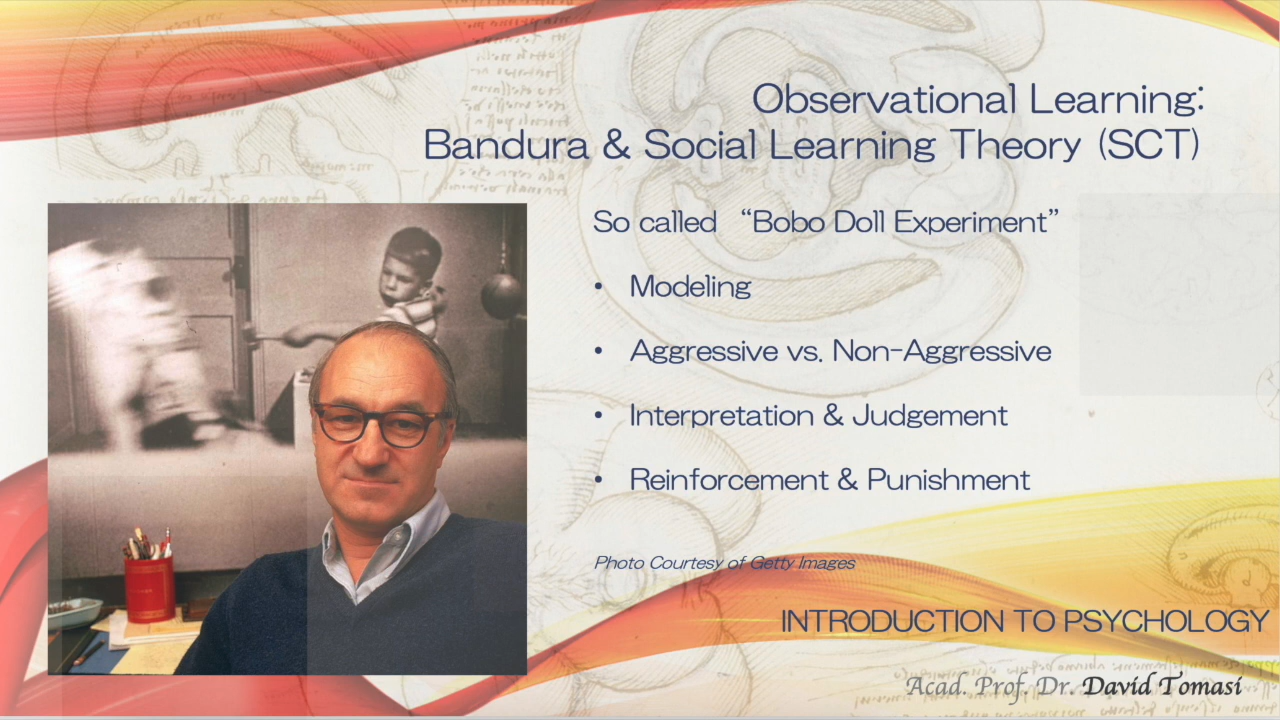 Observational Learning:
Bandura & Social Learning Theory (SCT)
So called “Bobo Doll Experiment”
• Modeling
• Aggressive vs. Non-Aggressive
• Interpretation & Judgement
• Reinforcement & Punishment
Photo Courtesy of Getty Images
INTRODUCTION TO PSYCHOLOGY
Acad. Prof. Dr. David Tomasi